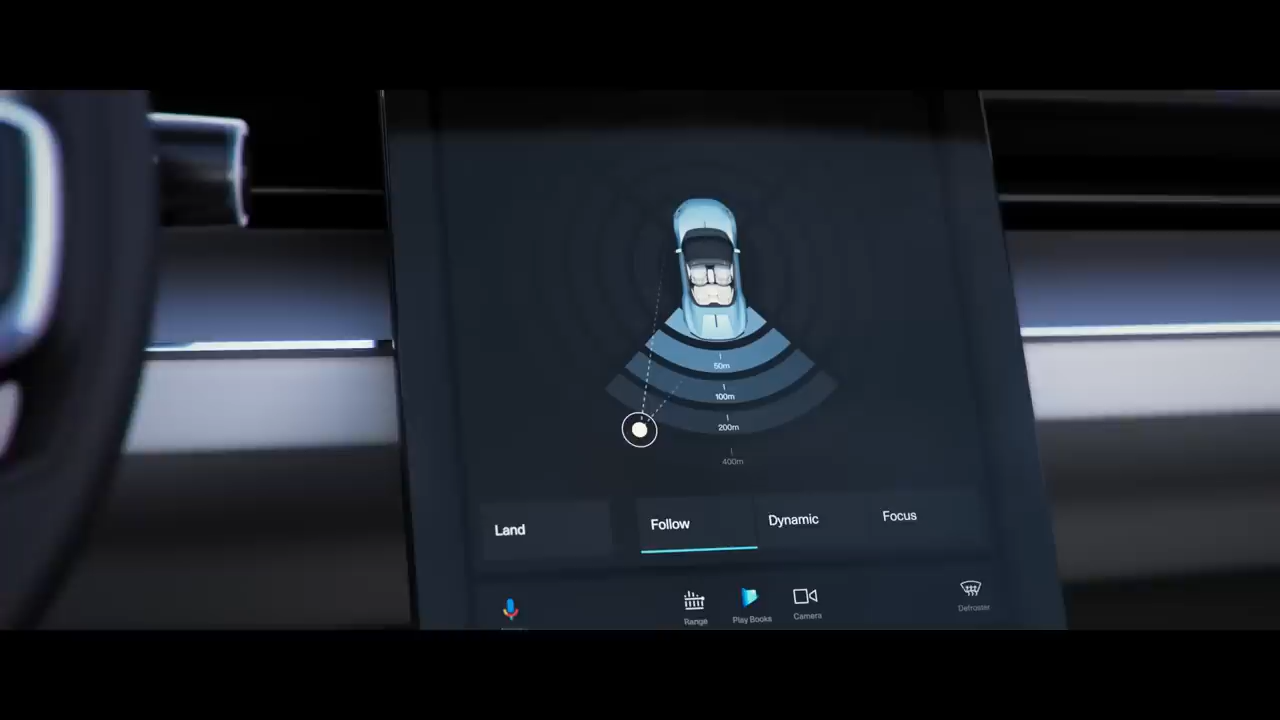 50m
100m
200m
400m
Land
Follow
Dynamic
Focus
Range
Play Books
Camera
Defroster